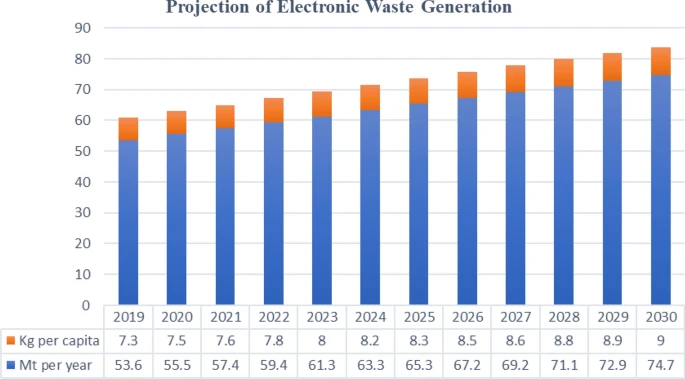 Projection of Electronic Waste Generation
90
80
70
60
50
40
30
20
10
0
2019 2020 2021 2022 2023 2024 2025 2026 2027 2028 2029 2030
Kg per capita 7.3 7.5 7.6 7.8 8 8.2 8.3 8.5 8.6 8.8 8.9 9
Mt per year 53.6 55.5 57.4 59.4 61.3 63.3 65.3 67.2 69.2 71.1 72.9 74.7